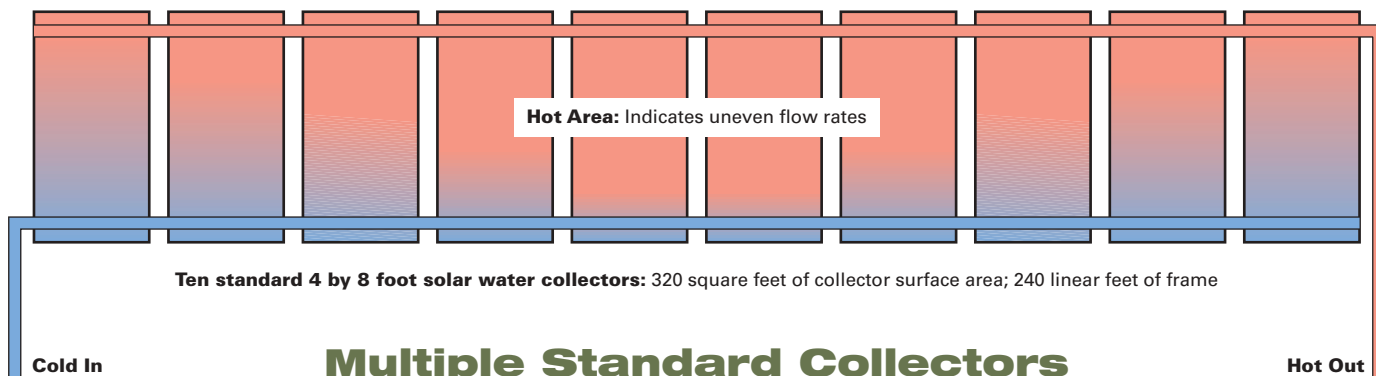 Hot Area: Indicates uneven flow rates
Ten standard 4 by 8 foot solar water collectors: 320 square feet of collector surface area; 240 linear feet of frame
Cold In
Multiple Standard Collectors
Hot Out